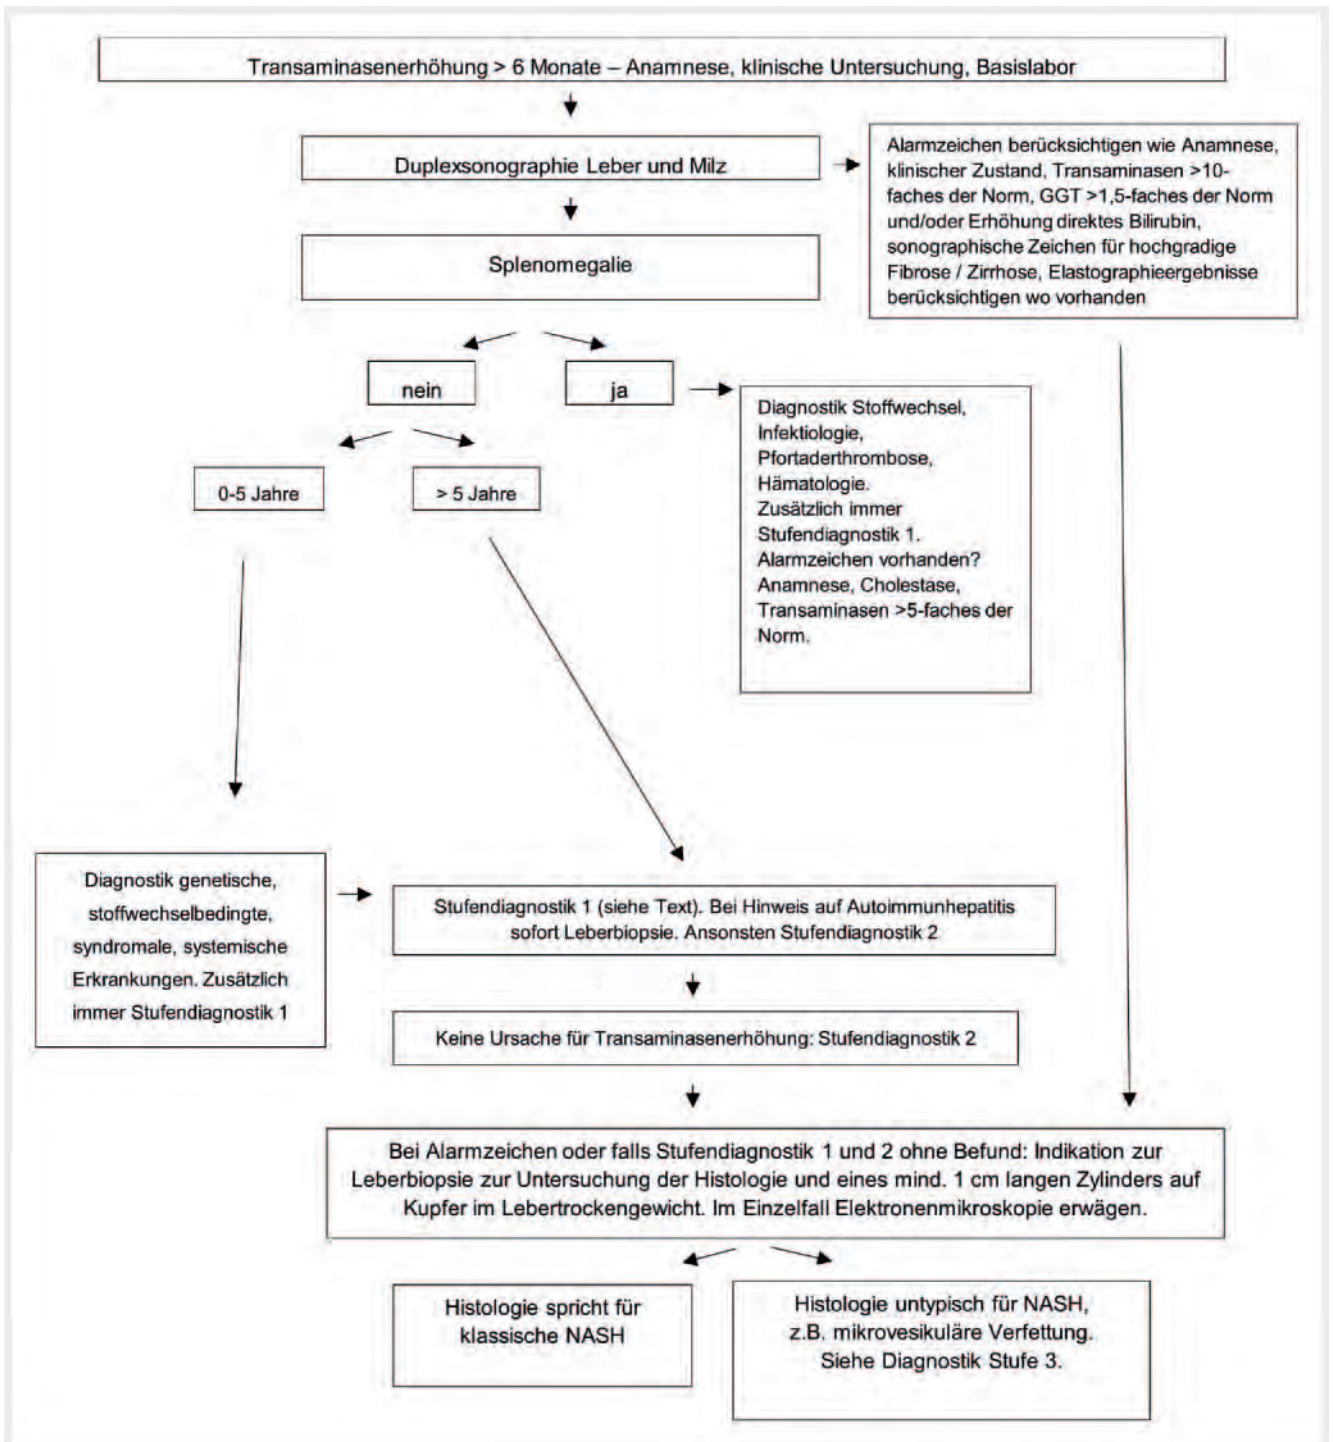 Transaminasenerhöhung > 6 Monate – Anamnese, klinische Untersuchung, Basislabor
Duplexsonographie Leber und Milz
Alarmzeichen berücksichtigen wie Anamnese,
klinischer Zustand, Transaminasen >10-
faches der Norm, GGT >1,5-faches der Norm
und/oder Erhöhung direktes Bilirubin,
sonographische Zeichen für hochgradige
Fibrose / Zirrhose, Elastographieergebnisse
berücksichtigen wo vorhanden
Splenomegalie
nein
ja
Diagnostik Stoffwechsel,
Infektiologie,
Pfortaderthrombose,
Hämatologie.
Zusätzlich immer
Stufendiagnostik 1.
Alarmzeichen vorhanden?
Anamnese, Cholestase,
Transaminasen >5-faches der
Norm.
0-5 Jahre
> 5 Jahre
Diagnostik genetische,
stoffwechselbedingte,
syndromale, systemische
Erkrankungen. Zusätzlich
immer Stufendiagnostik 1
Stufendiagnostik 1 (siehe Text). Bei Hinweis auf Autoimmunhepatitis
sofort Leberbiopsie. Ansonsten Stufendiagnostik 2
Keine Ursache für Transaminasenerhöhung: Stufendiagnostik 2
Bei Alarmzeichen oder falls Stufendiagnostik 1 und 2 ohne Befund: Indikation zur
Leberbiopsie zur Untersuchung der Histologie und eines mind. 1 cm langen Zylinders auf
Kupfer im Lebertrockengewicht. Im Einzelfall Elektronenmikroskopie erwägen.
Histologie spricht für
klassische NASH
Histologie untypisch für NASH,
z.B. mikrovesikuläre Verfettung.
Siehe Diagnostik Stufe 3.